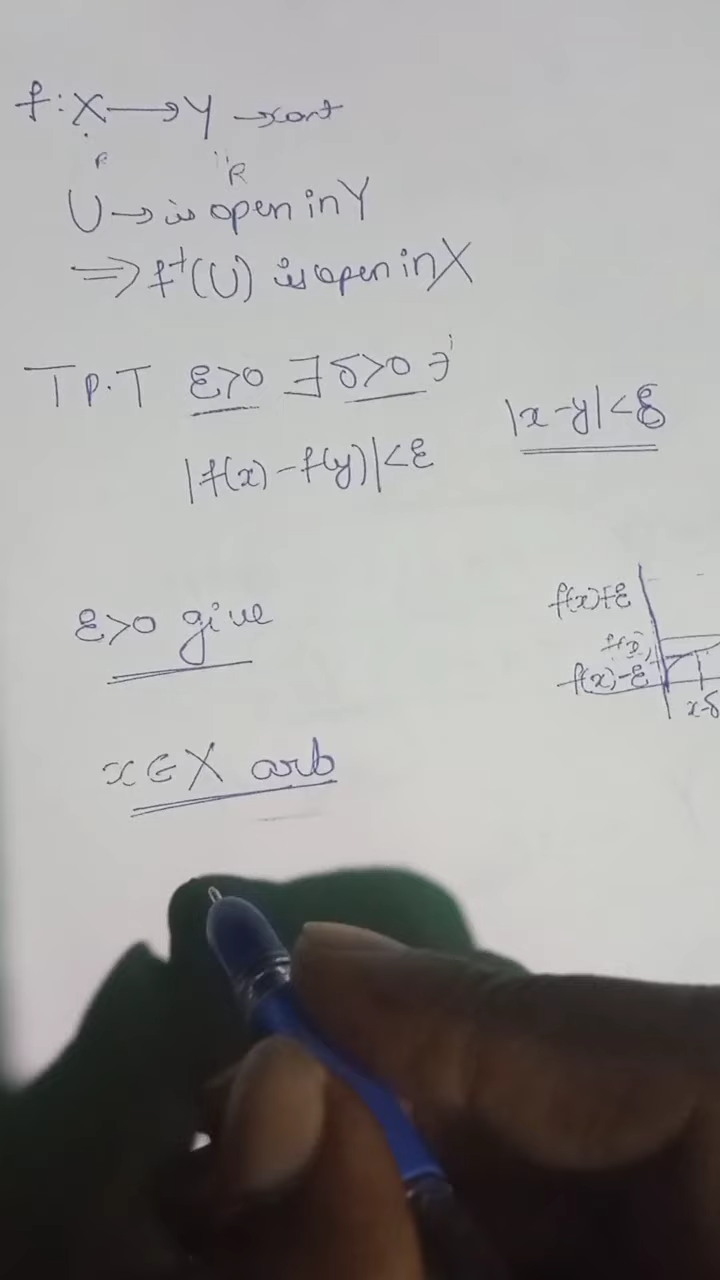 f:X→Y →cont
R
"R
U→ is open in Y
⇒ f⁻¹(U) is open in X
T P.T ε>0 ∃ δ>0 ∋
|x-y|<δ
|f(x)-f(y)|<ε
ε>0 give
f(x)+ε
f(x)
f(x)-ε
x-δ
x∈X arb